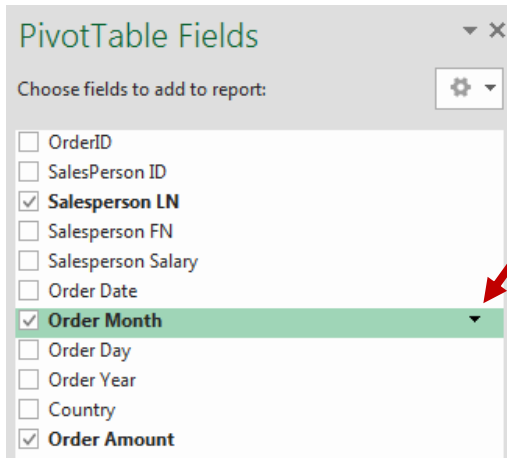 PivotTable Fields
Choose fields to add to report:
OrderID
SalesPerson ID
Salesperson LN
Salesperson FN
Salesperson Salary
Order Date
Order Month
Order Day
Order Year
Country
Order Amount